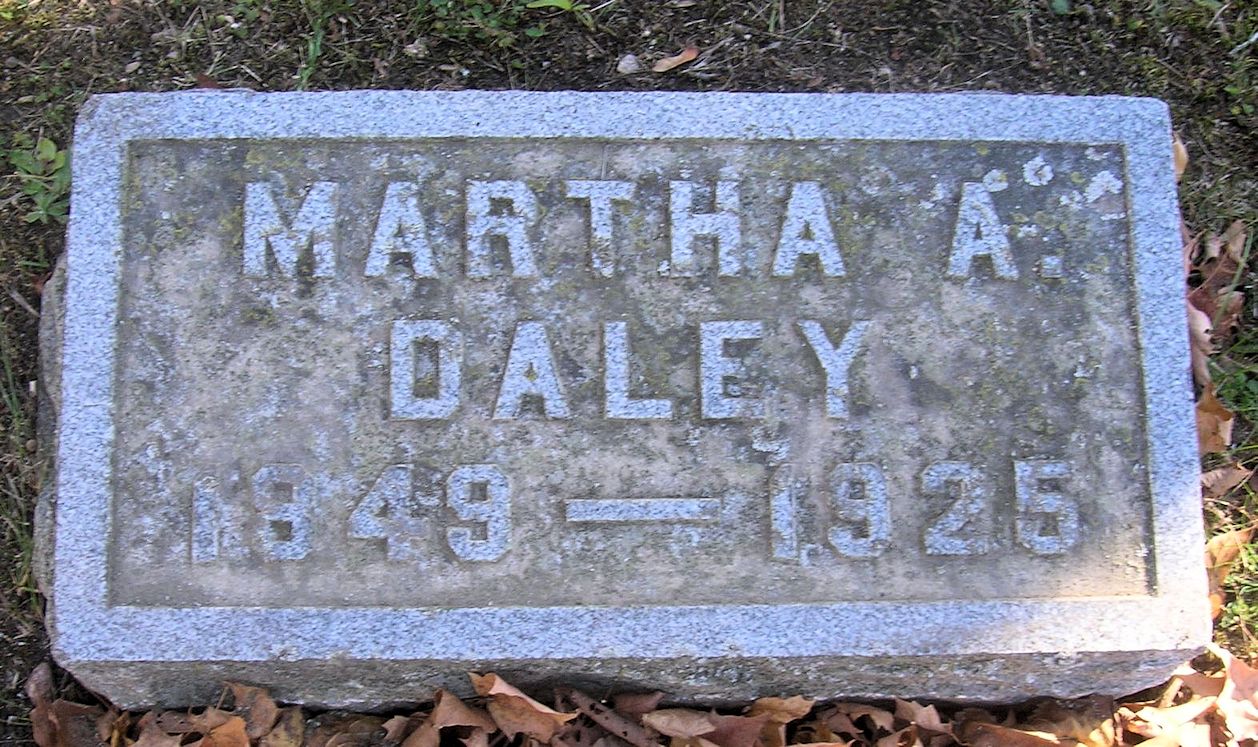 MARTHA A.
DALEY
1849 — 1925